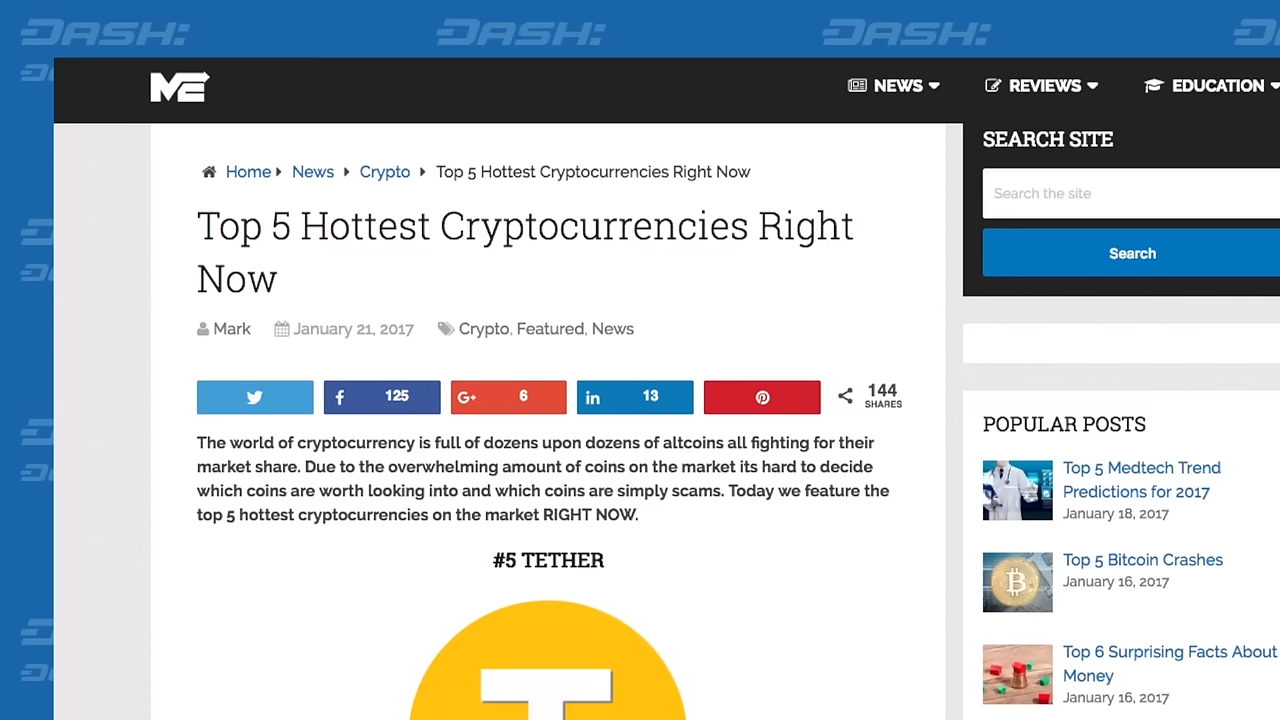 DASH: DASH: DASH:
ME
NEWS REVIEWS EDUCATION
Home News Crypto Top 5 Hottest Cryptocurrencies Right Now
Top 5 Hottest Cryptocurrencies Right
Now
Mark January 21, 2017 Crypto, Featured, News
125 6 13 144
SHARES
The world of cryptocurrency is full of dozens upon dozens of altcoins all fighting for their
market share. Due to the overwhelming amount of coins on the market its hard to decide
which coins are worth looking into and which coins are simply scams. Today we feature the
top 5 hottest cryptocurrencies on the market RIGHT NOW.
#5 TETHER
SEARCH SITE
Search the site
Search
POPULAR POSTS
Top 5 Medtech Trend
Predictions for 2017
January 18, 2017
Top 5 Bitcoin Crashes
January 16, 2017
Top 6 Surprising Facts About
Money
January 16, 2017